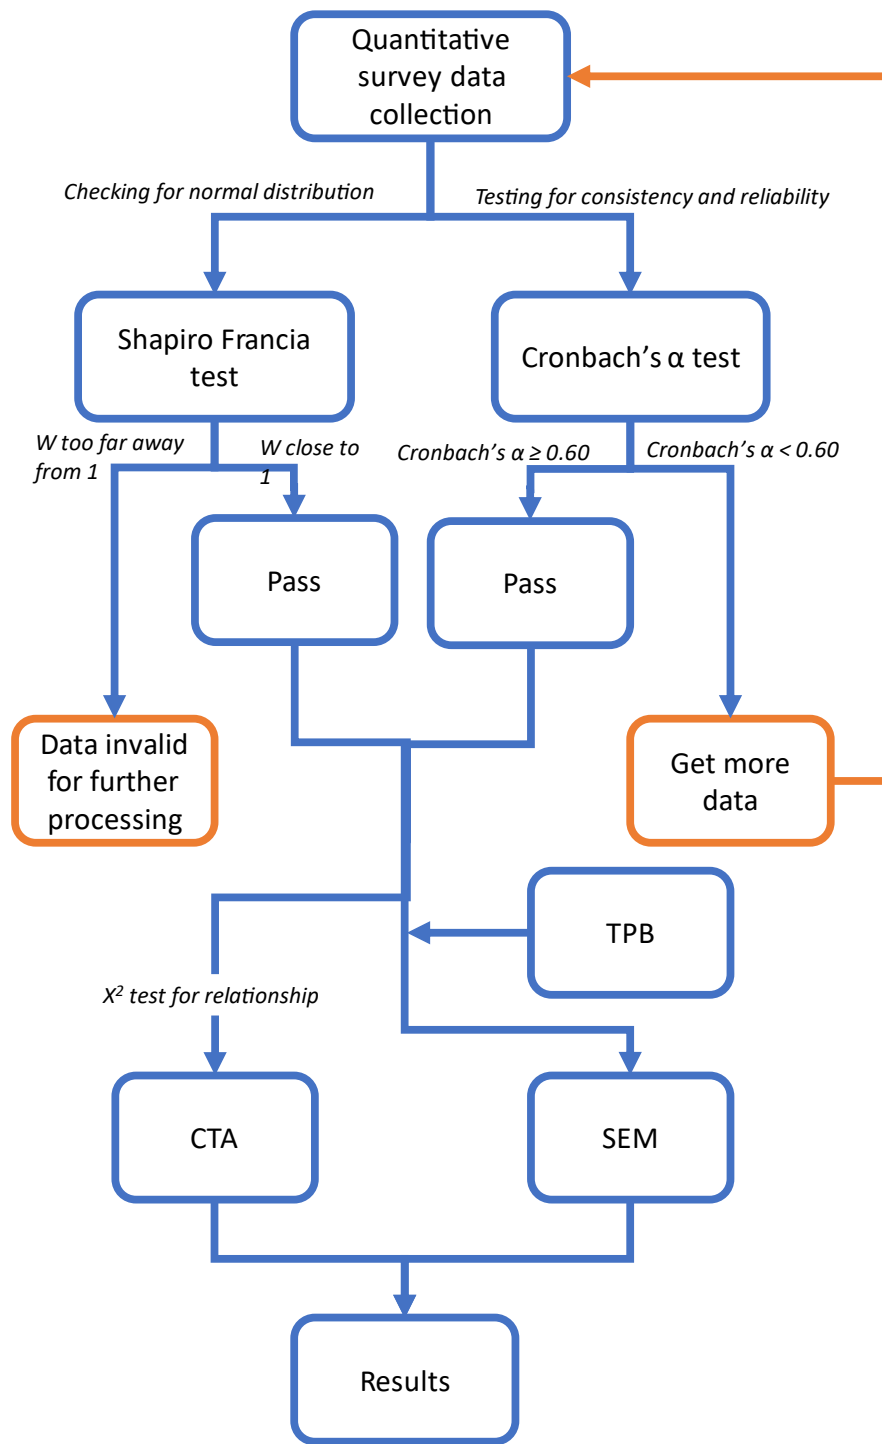 Quantitative
survey data
collection
Checking for normal distribution
Testing for consistency and reliability
Shapiro Francia
test
Cronbach's α test
W too far away
from 1
W close to
1
Cronbach's α ≥ 0.60
Cronbach's α < 0.60
Pass
Pass
Data invalid
for further
processing
Get more
data
TPB
X² test for relationship
CTA
SEM
Results